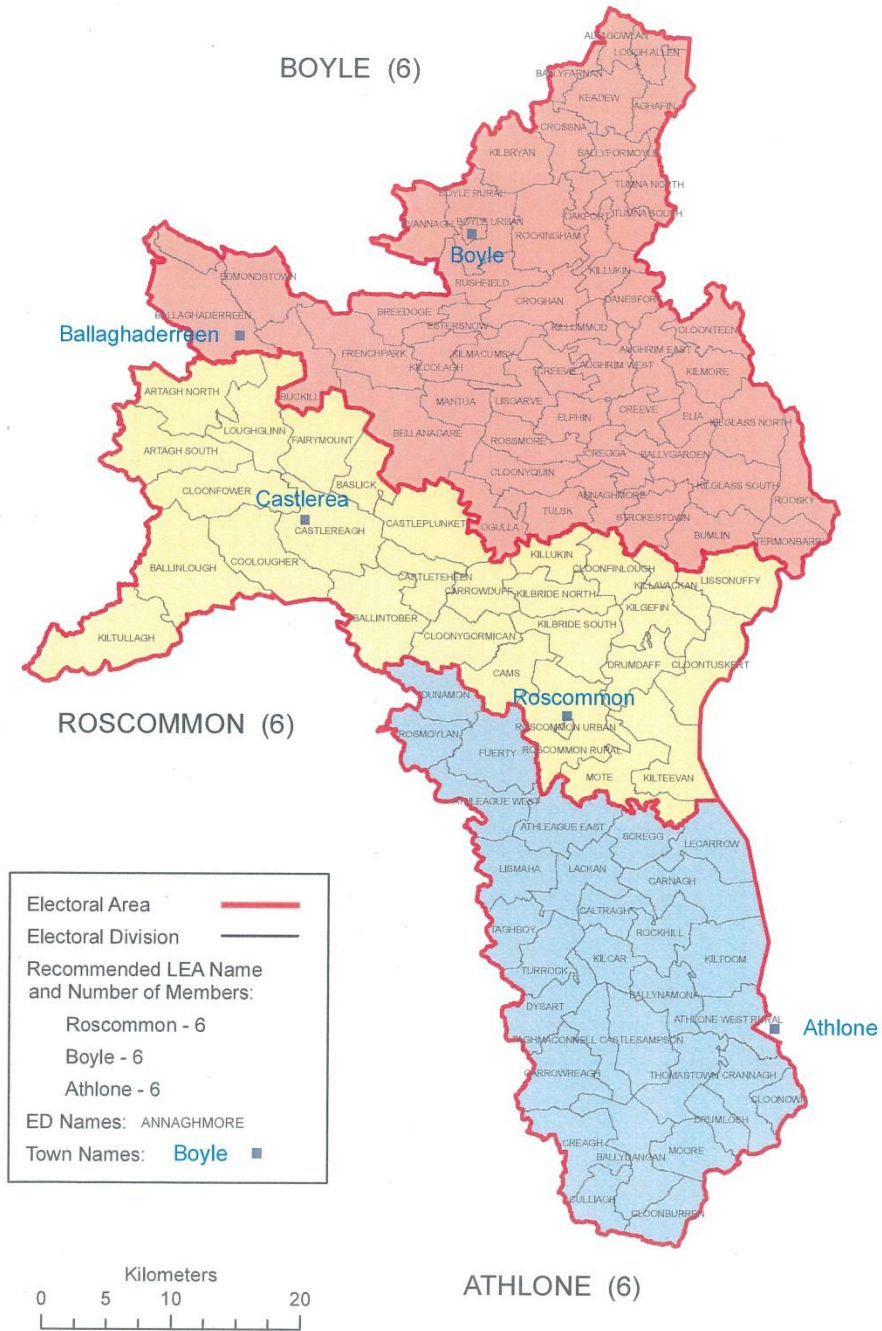 BOYLE (6)
ALTAGOWLAN
LOUGH ALLEN
BALLYFARNAN
KEADEW
AGHAFIN
CROSSNA
KILBRYAN
BALLYFORMOYLE
TUMNA NORTH
BOYLE RURAL
OAKPORT
TUMNA SOUTH
BOYLE URBAN
ROCKINGHAM
Boyle
KILLUKIN
EDMONDSTOWN
RUSHFIELD
CROGHAN
DANESFORT
BALLAGHADERREEN
BREEDOGE
ESTERSNOW
KILLUMMOD
CLOONTEEN
Ballaghaderreen
FRENCHPARK
KILMACUMSY
AUGHRIM EAST
KILCOLAGH
CREEVE
AUGHRIM WEST
KILMORE
ARTAGH NORTH
BUCKILL
MANTUA
LISGARVE
ELPHIN
CREEVE
ELIA
KILGLASS NORTH
LOUGHGLINN
FAIRYMOUNT
BELLANAGARE
ROSSMORE
ARTAGH SOUTH
CREGGA
BALLYGARDEN
CLOONYQUIN
BASLICK
CLOONFOWER
Castlerea
ANNAGHMORE
KILGLASS SOUTH
ROOSKY
CASTLEREAGH
CASTLEPLUNKET
OGULLA
TULSK
STROKESTOWN
BUMLIN
TERMONBARRY
BALLINLOUGH
COOLOUGHER
KILLUKIN
CLOONFINLOUGH
CASTLETEHEEN
CARROWDUFF
KILBRIDE NORTH
KILLAVACKAN
LISSONUFFY
KILTULLAGH
BALLINTOBER
KILGEFIN
CLOONYGORMICAN
KILBRIDE SOUTH
CAMS
DRUMDAFF
CLOONTUSKERT
DUNAMON
Roscommon
ROSCOMMON (6)
ROSMOYLAN
ROSCOMMON URBAN
FUERTY
ROSCOMMON RURAL
MOTE
KILTEEVAN
ATHLEAGUE WEST
ATHLEAGUE EAST
SCREGG
LECARROW
LISMAHA
LACKAN
CARNAGH
CALTRAGH
TAGHBOY
ROCKHILL
TURROCK
KILCAR
KILTOOM
BALLYNAMONA
DYSART
ATHLONE WEST RURAL
Athlone
TAGHMACONNELL
CASTLESAMPSON
CARROWREAGH
THOMASTOWN
CRANNAGH
CLOONOWN
DRUMLOSH
CREAGH
BALLYDANGAN
MOORE
CULLIAGH
CLOONBURREN
Electoral Area
Electoral Division
Recommended LEA Name
and Number of Members:
Roscommon - 6
Boyle - 6
Athlone - 6
ED Names: ANNAGHMORE
Town Names: Boyle
Kilometers
0 5 10 20
ATHLONE (6)